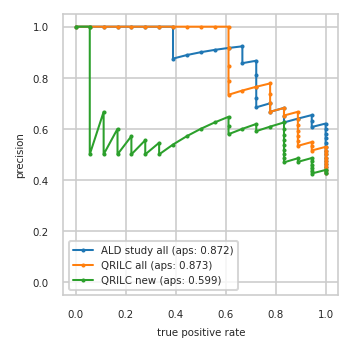 1.0
0.8
0.6
0.4
0.2
0.0
precision
ALD study all (aps: 0.872)
QRILC all (aps: 0.873)
QRILC new (aps: 0.599)
0.0 0.2 0.4 0.6 0.8 1.0
true positive rate